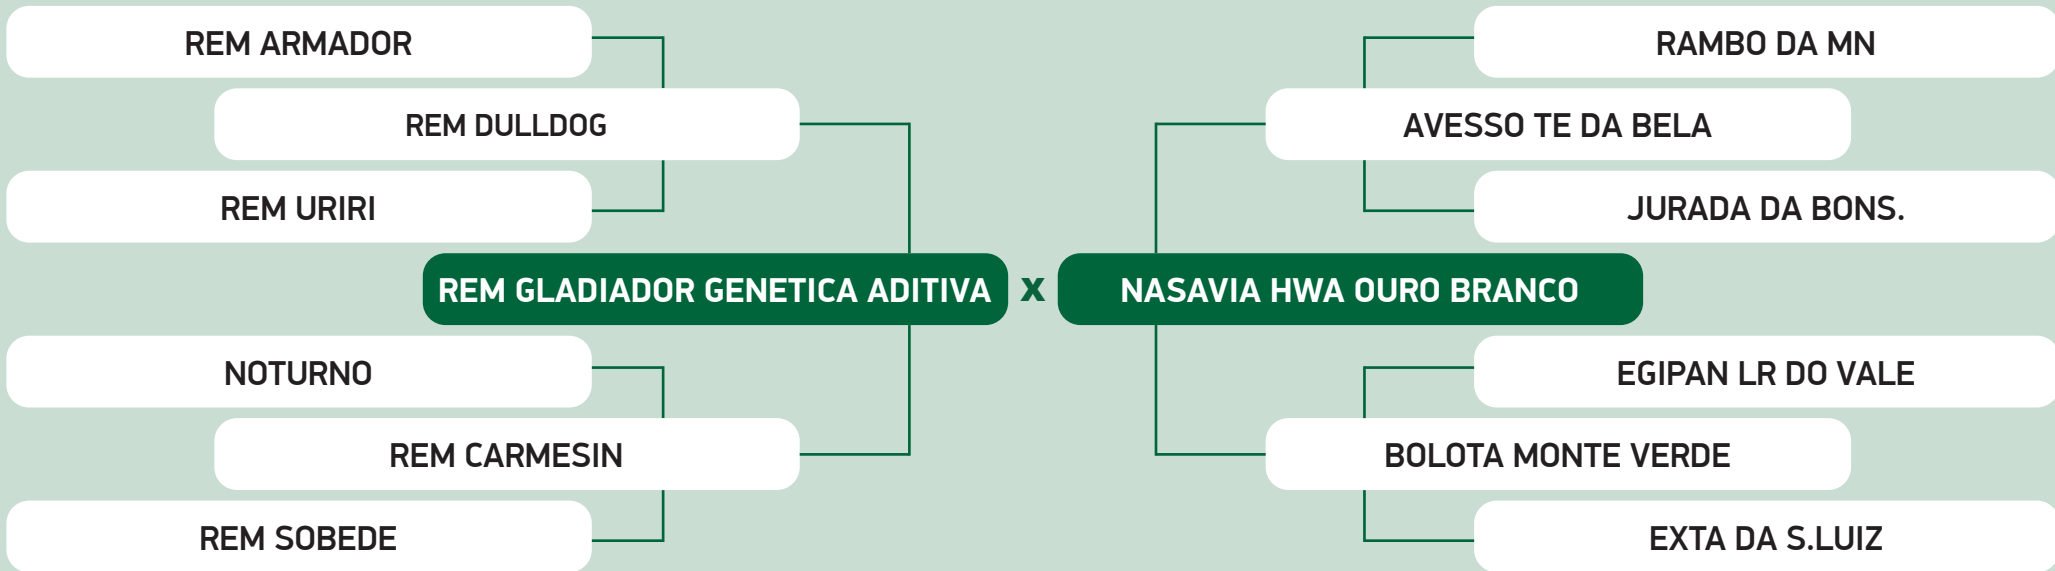 REM ARMADOR
RAMBO DA MN
REM DULLDOG
AVESSO TE DA BELA
REM URIRI
JURADA DA BONS.
REM GLADIADOR GENETICA ADITIVA x NASAVIA HWA OURO BRANCO
NOTURNO
EGIPAN LR DO VALE
REM CARMESIN
BOLOTA MONTE VERDE
REM SOBEDE
EXTA DA S.LUIZ